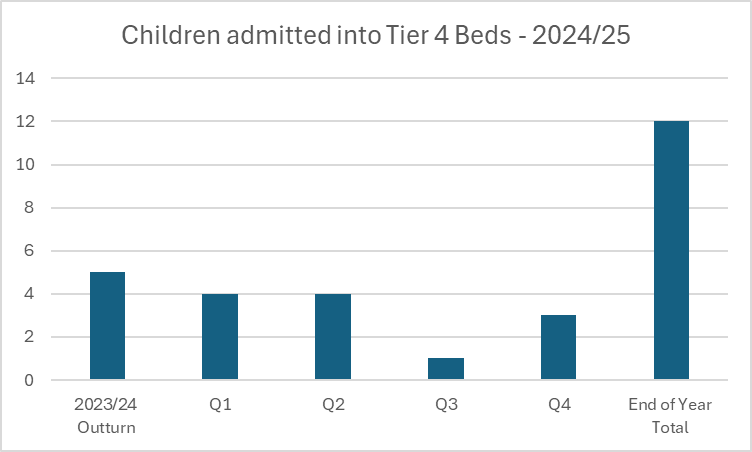 Children admitted into Tier 4 Beds - 2024/25
14
12
10
8
6
4
2
0
2023/24
Outturn
Q1
Q2
Q3
Q4
End of Year
Total